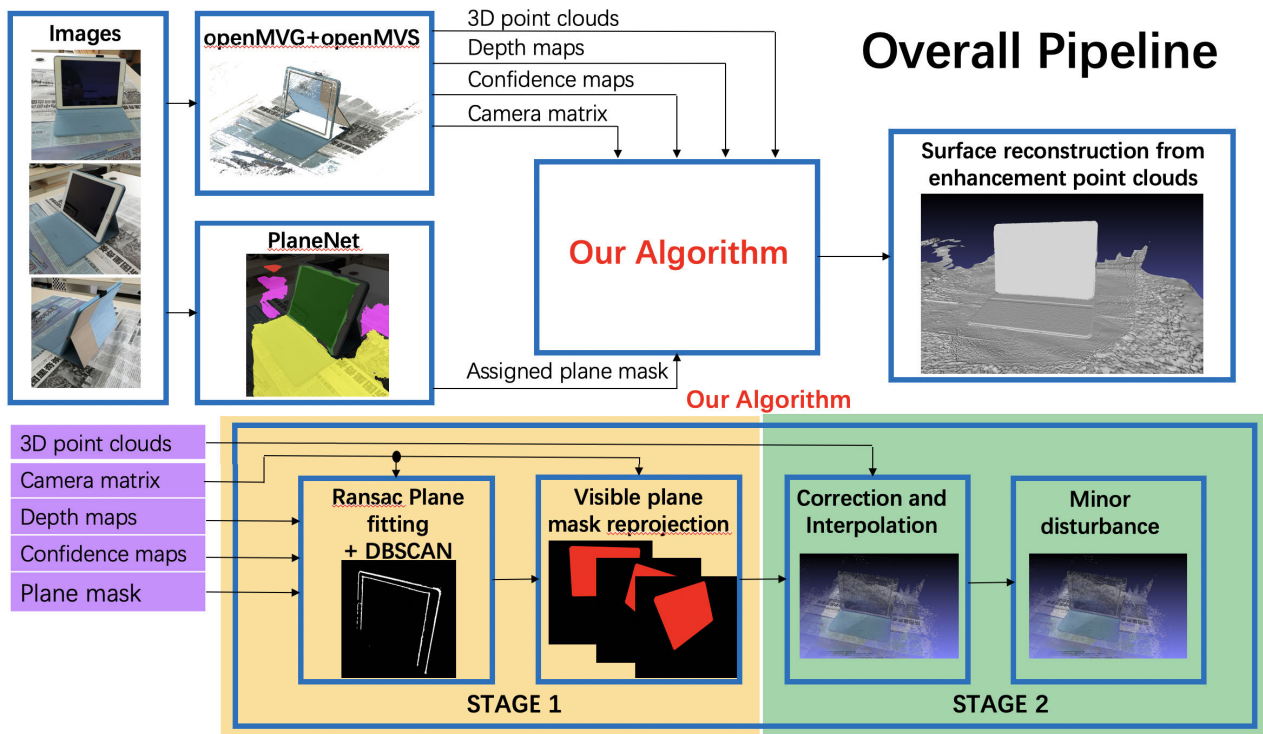 Images
openMVG+openMVS
3D point clouds
Depth maps
Confidence maps
Camera matrix
Overall Pipeline
PlaneNet
Our Algorithm
Surface reconstruction from
enhancement point clouds
Assigned plane mask
Our Algorithm
3D point clouds
Camera matrix
Depth maps
Confidence maps
Plane mask
Ransac Plane
fitting
+ DBSCAN
Visible plane
mask reprojection
Correction and
Interpolation
Minor
disturbance
STAGE 1
STAGE 2